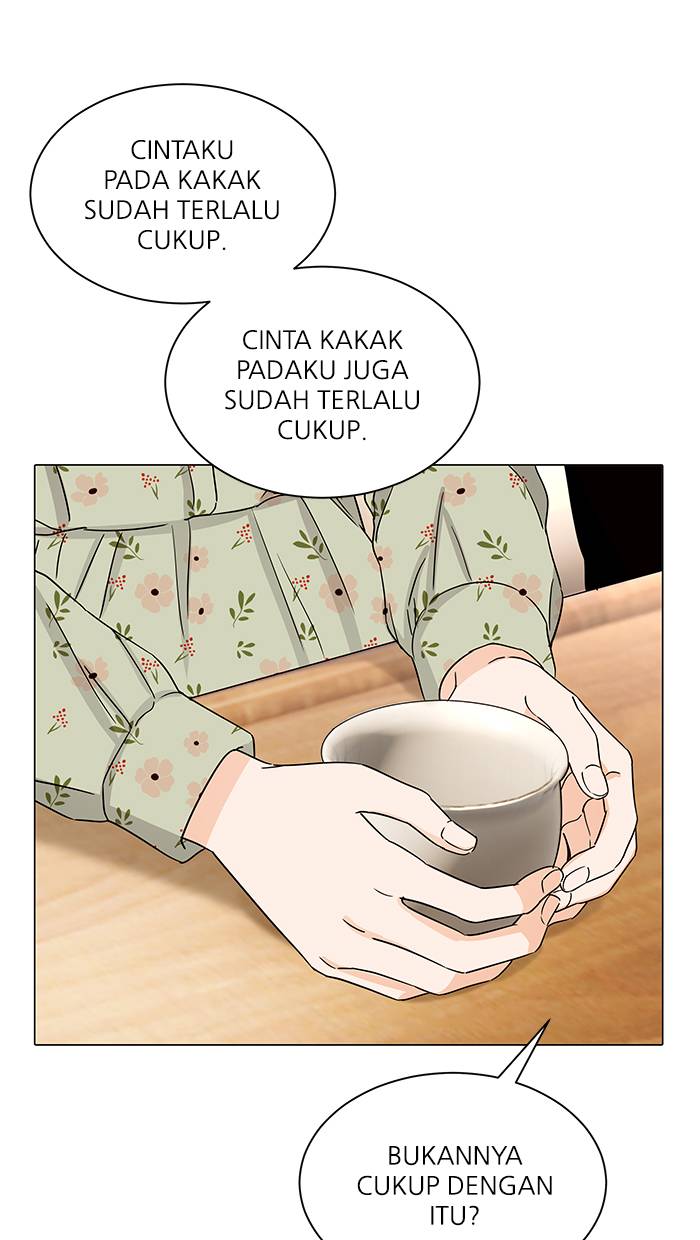 CINTAKU
PADA KAKAK
SUDAH TERLALU
CUKUP.
CINTA KAKAK
PADAKU JUGA
SUDAH TERLALU
CUKUP.
BUKANNYA
CUKUP DENGAN
ITU?